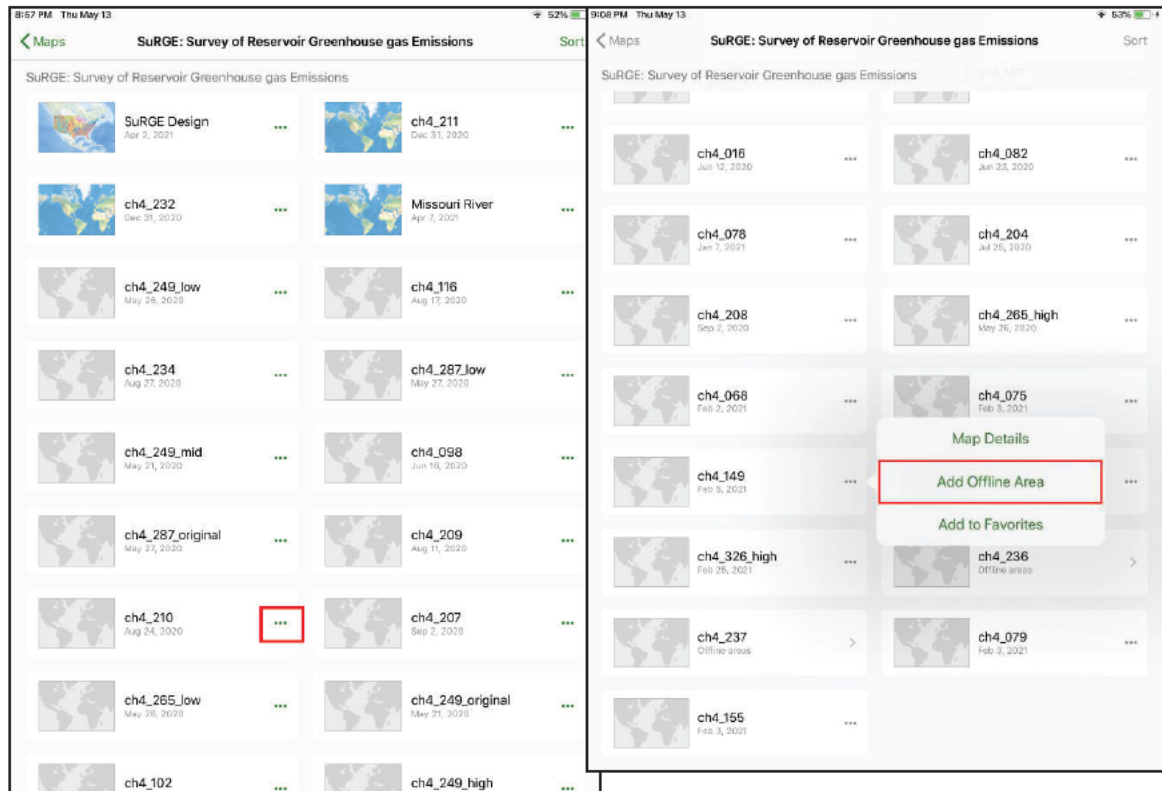 8:57 PM Thu May 13
52%
Maps
SuRGE: Survey of Reservoir Greenhouse gas Emissions
Sort
SuRGE: Survey of Reservoir Greenhouse gas Emissions
SuRGE Design
Apr 2, 2021
ch4_211
Dec 31, 2020
ch4_232
Dec 31, 2020
Missouri River
Apr 7, 2021
ch4_249_low
May 26, 2020
ch4_116
Aug 17, 2020
ch4_234
Aug 27, 2020
ch4_287_low
May 27, 2020
ch4_249_mid
May 21, 2020
ch4_098
Jun 16, 2020
ch4_287_original
May 27, 2020
ch4_209
Aug 11, 2020
ch4_210
Aug 24, 2020
ch4_207
Sep 2, 2020
ch4_265_low
May 26, 2020
ch4_249_original
May 21, 2020
ch4_102
ch4_249_high
9:08 PM Thu May 13
53%
Maps
SuRGE: Survey of Reservoir Greenhouse gas Emissions
Sort
SuRGE: Survey of Reservoir Greenhouse gas Emissions
ch4_016
Jun 12, 2020
ch4_082
Jun 23, 2020
ch4_078
Jan 7, 2021
ch4_204
Jul 25, 2020
ch4_208
Sep 2, 2020
ch4_265_high
May 26, 2020
ch4_068
Feb 2, 2021
ch4_075
Feb 3, 2021
Map Details
ch4_149
Feb 5, 2021
Add Offline Area
Add to Favorites
ch4_326_high
Feb 25, 2021
ch4_236
Offline areas
ch4_237
Offline areas
ch4_079
Feb 3, 2021
ch4_155
Feb 3, 2021